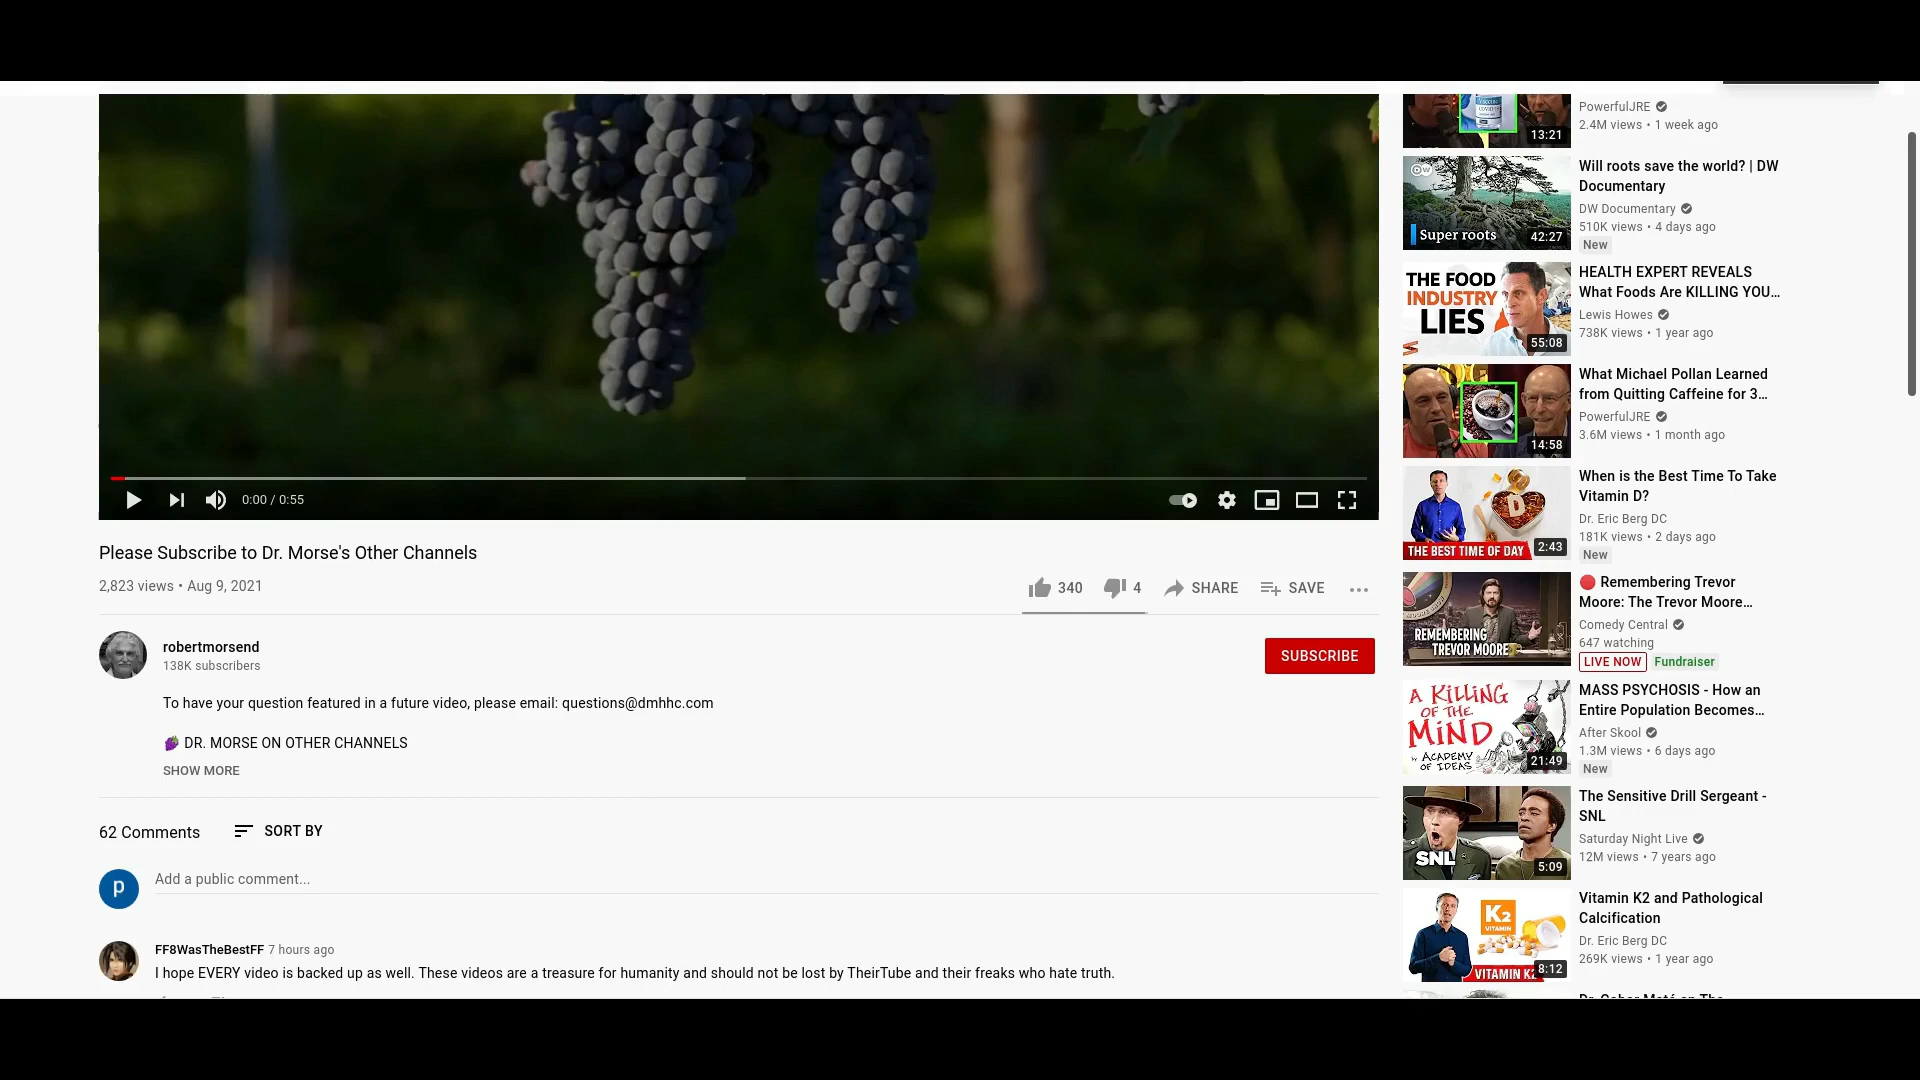 0:00 / 0:55
Please Subscribe to Dr. Morse's Other Channels
2,823 views • Aug 9, 2021
340
4
SHARE
SAVE
robertmorsend
138K subscribers
SUBSCRIBE
To have your question featured in a future video, please email: questions@dmhhc.com
🍇 DR. MORSE ON OTHER CHANNELS
SHOW MORE
62 Comments
SORT BY
p
Add a public comment...
FF8WasTheBestFF 7 hours ago
I hope EVERY video is backed up as well. These videos are a treasure for humanity and should not be lost by TheirTube and their freaks who hate truth.
13:21
PowerfulJRE
2.4M views • 1 week ago
DW
Super roots
42:27
Will roots save the world? | DW
Documentary
DW Documentary
510K views • 4 days ago
New
THE FOOD
INDUSTRY
LIES
55:08
HEALTH EXPERT REVEALS
What Foods Are KILLING YOU...
Lewis Howes
738K views • 1 year ago
14:58
What Michael Pollan Learned
from Quitting Caffeine for 3...
PowerfulJRE
3.6M views • 1 month ago
D
THE BEST TIME OF DAY
2:43
When is the Best Time To Take
Vitamin D?
Dr. Eric Berg DC
181K views • 2 days ago
New
REMEMBERING
TREVOR MOORE
🔴 Remembering Trevor
Moore: The Trevor Moore...
Comedy Central
647 watching
LIVE NOW
Fundraiser
A KILLING
OF THE
MIND
by ACADEMY
OF IDEAS
21:49
MASS PSYCHOSIS - How an
Entire Population Becomes...
After Skool
1.3M views • 6 days ago
New
SNL
5:09
The Sensitive Drill Sergeant -
SNL
Saturday Night Live
12M views • 7 years ago
K2
VITAMIN
VITAMIN K2
8:12
Vitamin K2 and Pathological
Calcification
Dr. Eric Berg DC
269K views • 1 year ago